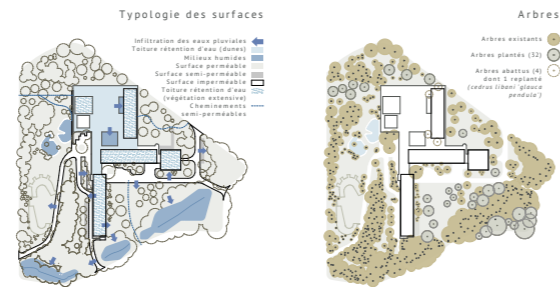 Typologie des surfaces
Infiltration des eaux pluviales
Toiture rétention d'eau (dunes)
Milieux humides
Surface perméable
Surface semi-perméable
Surface imperméable
Toiture rétention d'eau
(végétation extensive)
Cheminements
semi-perméables
Arbres
Arbres existants
Arbres plantés (32)
Arbres abattus (4)
dont 1 replanté
(cedrus libani 'glauca
pendula')